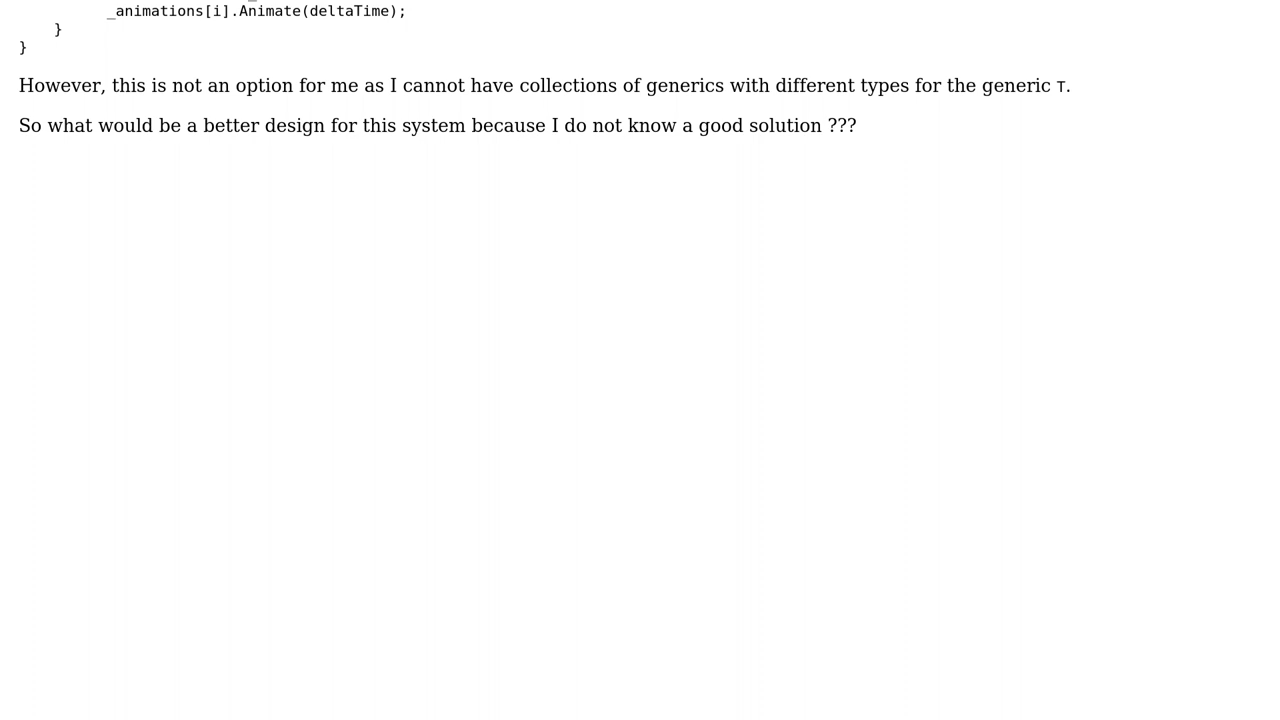 _animations[i].Animate(deltaTime);
}
}
However, this is not an option for me as I cannot have collections of generics with different types for the generic T.
So what would be a better design for this system because I do not know a good solution ???